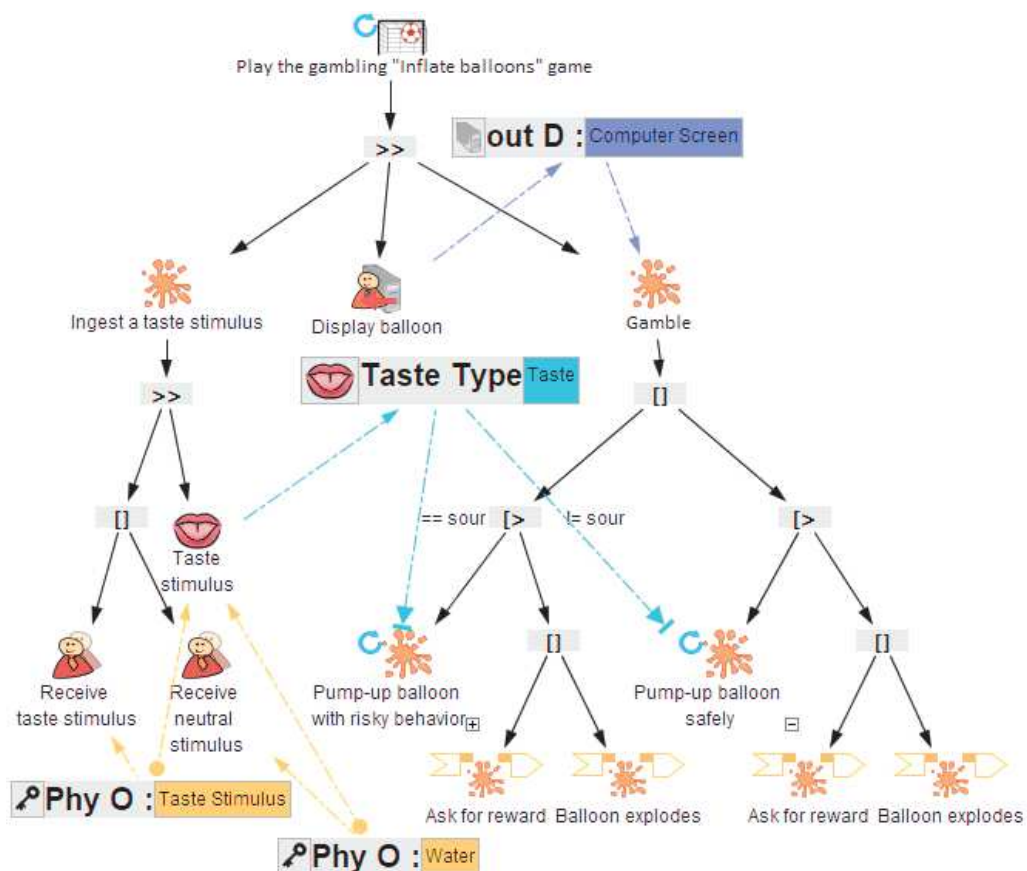 Play the gambling "Inflate balloons" game
>>
out D : Computer Screen
Ingest a taste stimulus
Display balloon
Gamble
Taste Type Taste
>>
[]
[]
== sour
[>
!= sour
[>
Taste
stimulus
[]
[]
Receive
taste stimulus
Receive
neutral
stimulus
Pump-up balloon
with risky behavior
Pump-up balloon
safely
Phy O : Taste Stimulus
Ask for reward
Balloon explodes
Ask for reward
Balloon explodes
Phy O : Water